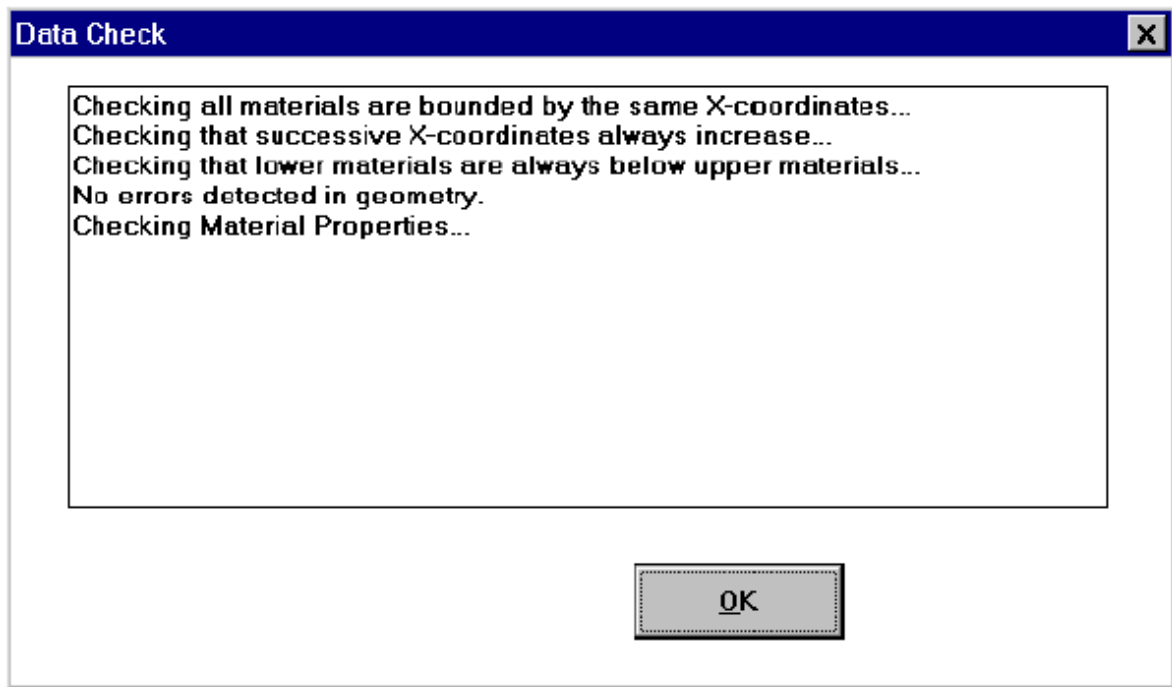 Data Check
Checking all materials are bounded by the same X-coordinates...
Checking that successive X-coordinates always increase...
Checking that lower materials are always below upper materials...
No errors detected in geometry.
Checking Material Properties...
OK